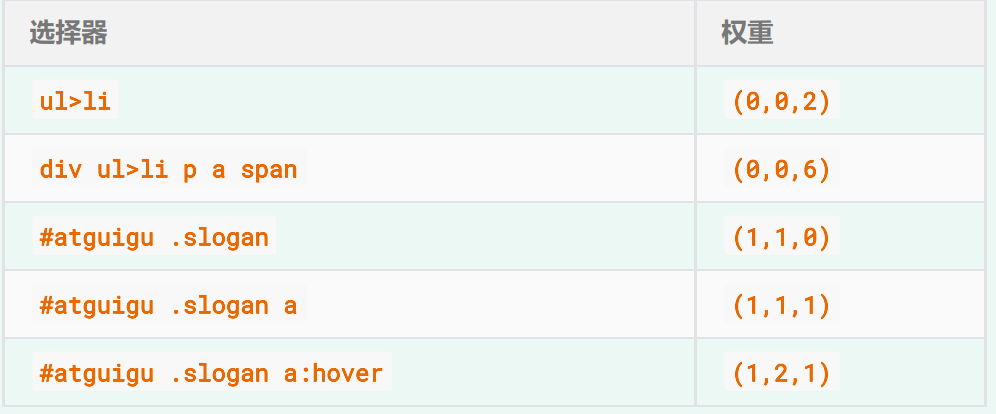 选择器 权重
ul>li (0,0,2)
div ul>li p a span (0,0,6)
#atguigu .slogan (1,1,0)
#atguigu .slogan a (1,1,1)
#atguigu .slogan a:hover (1,2,1)